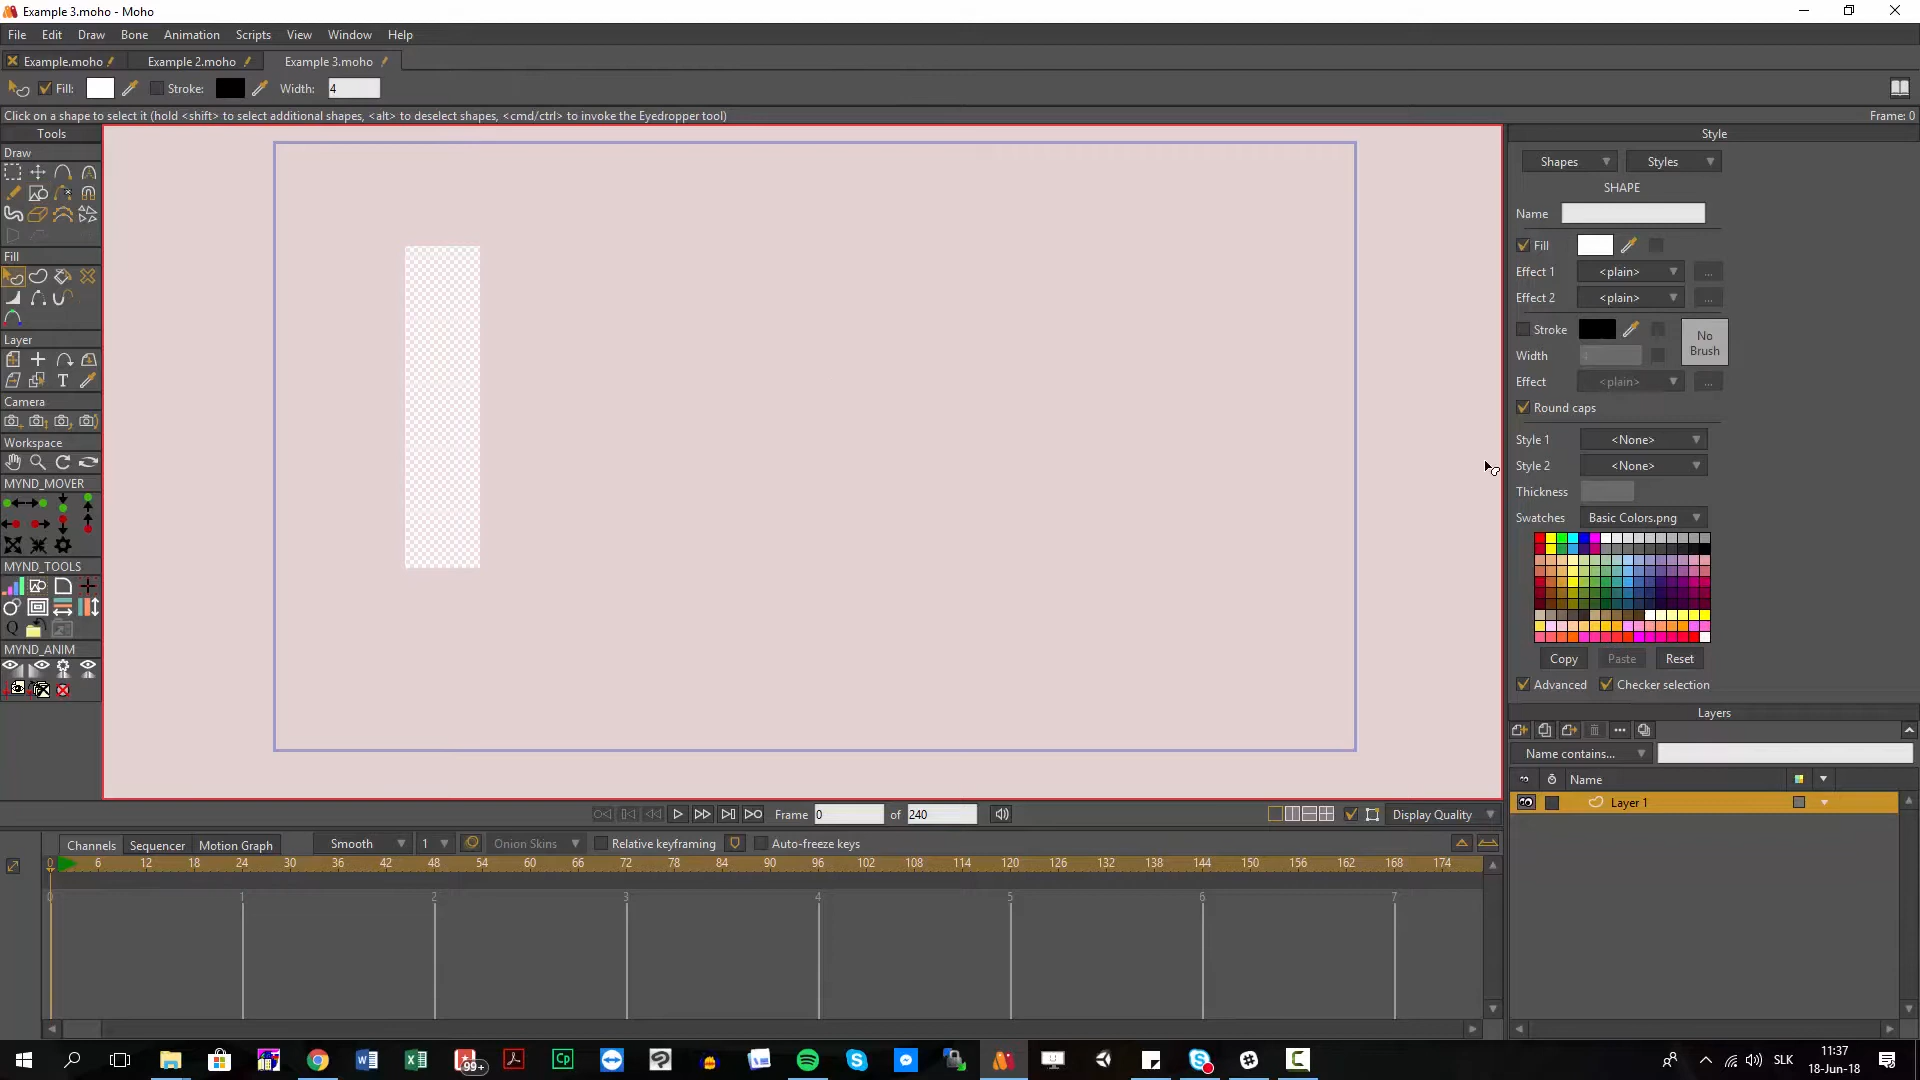 Example 3.moho - Moho
File Edit Draw Bone Animation Scripts View Window Help
Example.moho Example 2.moho Example 3.moho
Fill: Stroke: Width: 4
Click on a shape to select it (hold <shift> to select additional shapes, <alt> to deselect shapes, <cmd/ctrl> to invoke the Eyedropper tool) Frame: 0
Tools
Draw
Fill
Layer
Camera
Workspace
MYND_MOVER
MYND_TOOLS
MYND_ANIM
Style
Shapes Styles
SHAPE
Name
Fill
Effect 1 <plain> ...
Effect 2 <plain> ...
Stroke No Brush
Width 4
Effect <plain> ...
Round caps
Style 1 <None>
Style 2 <None>
Thickness
Swatches Basic Colors.png
Copy Paste Reset
Advanced Checker selection
Layers
Name contains...
Name
Layer 1
Frame 0 of 240 Display Quality
Channels Sequencer Motion Graph Smooth 1 Onion Skins Relative keyframing Auto-freeze keys
0 6 12 18 24 30 36 42 48 54 60 66 72 78 84 90 96 102 108 114 120 126 132 138 144 150 156 162 168 174
0 1 2 3 4 5 6 7
99+ Cp SLK 11:37
18-Jun-18